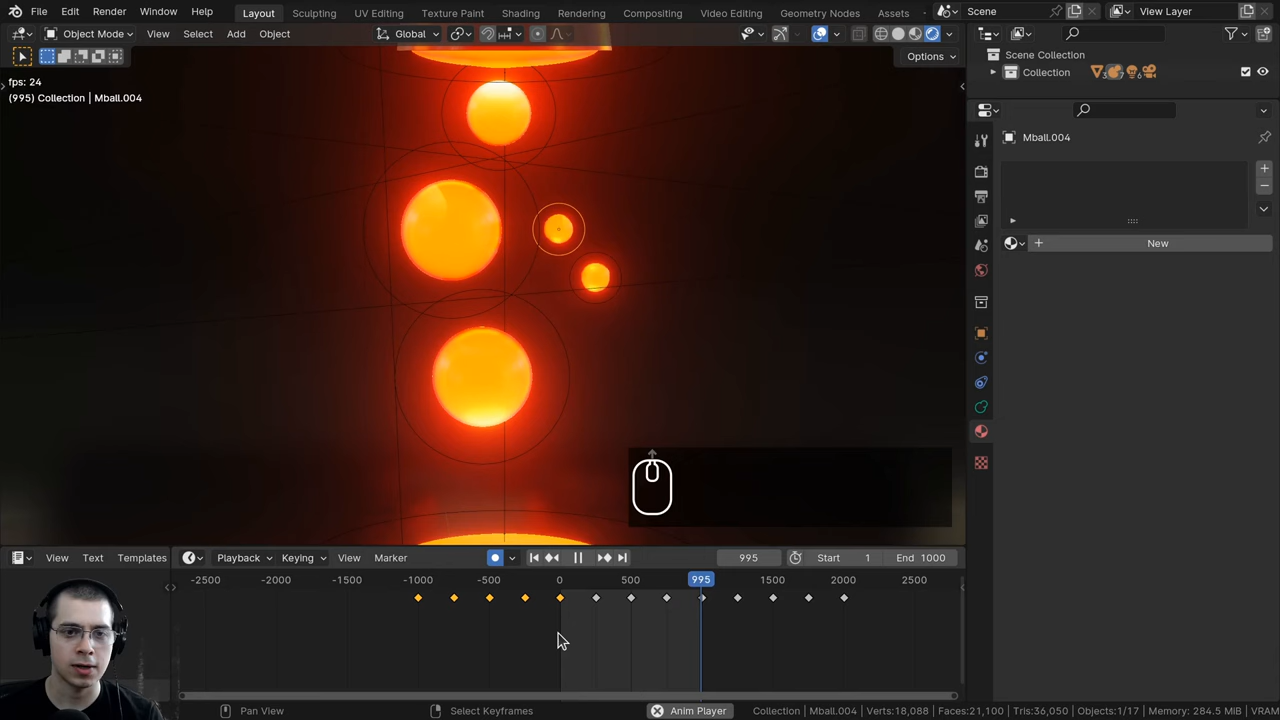 File Edit Render Window Help Layout Sculpting UV Editing Texture Paint Shading Rendering Compositing Video Editing Geometry Nodes Assets Scene View Layer
Object Mode View Select Add Object Global
Options
fps: 24
(995) Collection | Mball.004
Scene Collection
Collection
Mball.004
New
View Text Templates Playback Keying View Marker 995 Start 1 End 1000
-2500 -2000 -1500 -1000 -500 0 500 995 1500 2000 2500
Pan View Select Keyframes Anim Player Collection | Mball.004 | Verts:18,088 | Faces:21,100 | Tris:36,050 | Objects:1/17 | Memory: 284.5 MiB | VRAM